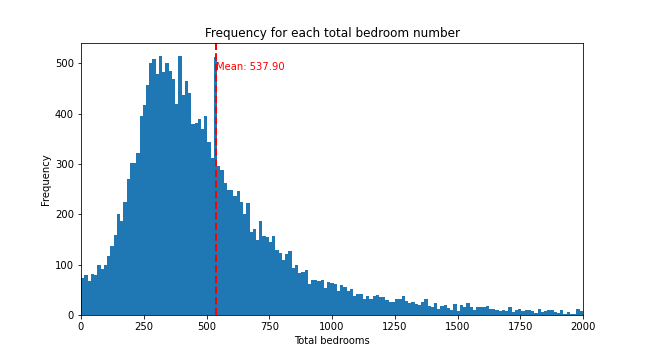 Frequency for each total bedroom number
500
400
300
200
100
0
Frequency
Mean: 537.90
0 250 500 750 1000 1250 1500 1750 2000
Total bedrooms